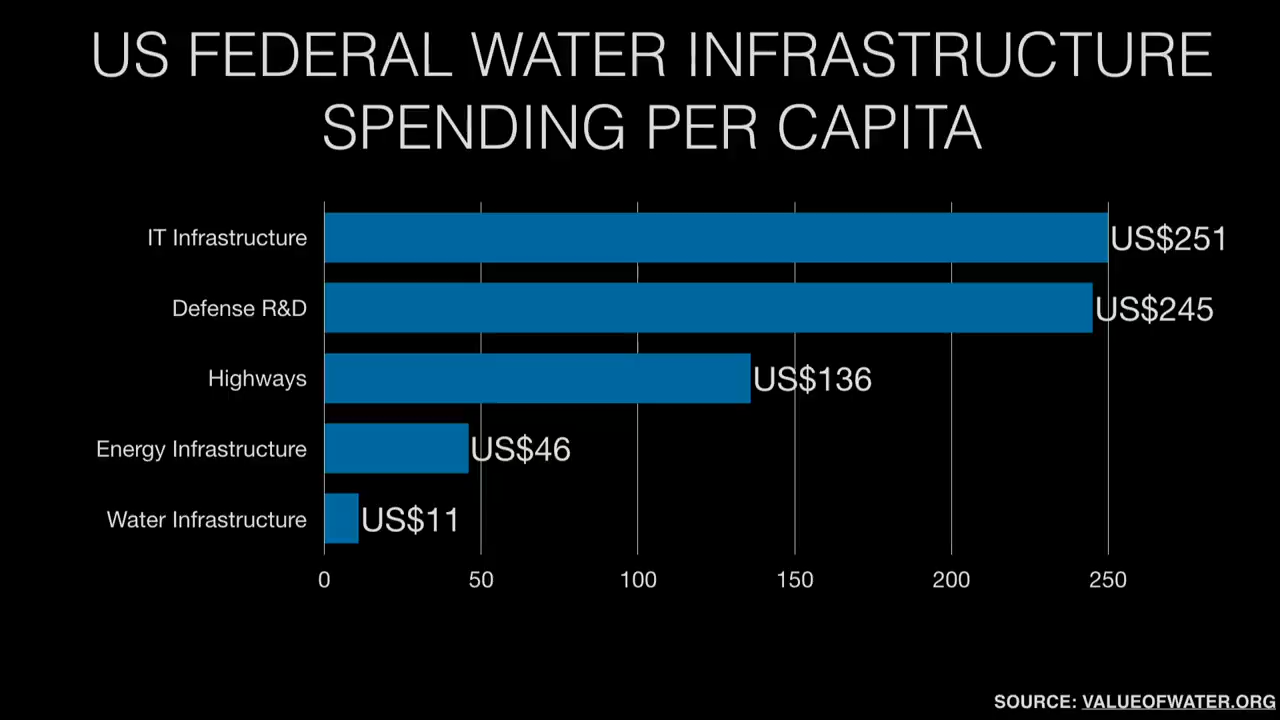 US FEDERAL WATER INFRASTRUCTURE
SPENDING PER CAPITA
IT Infrastructure US$251
Defense R&D US$245
Highways US$136
Energy Infrastructure US$46
Water Infrastructure US$11
0 50 100 150 200 250
SOURCE: VALUEOFWATER.ORG